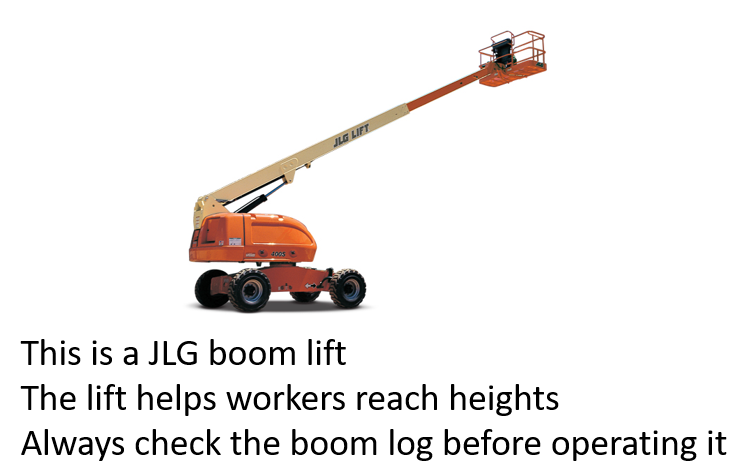 JLG LIFT
400S
This is a JLG boom lift
The lift helps workers reach heights
Always check the boom log before operating it